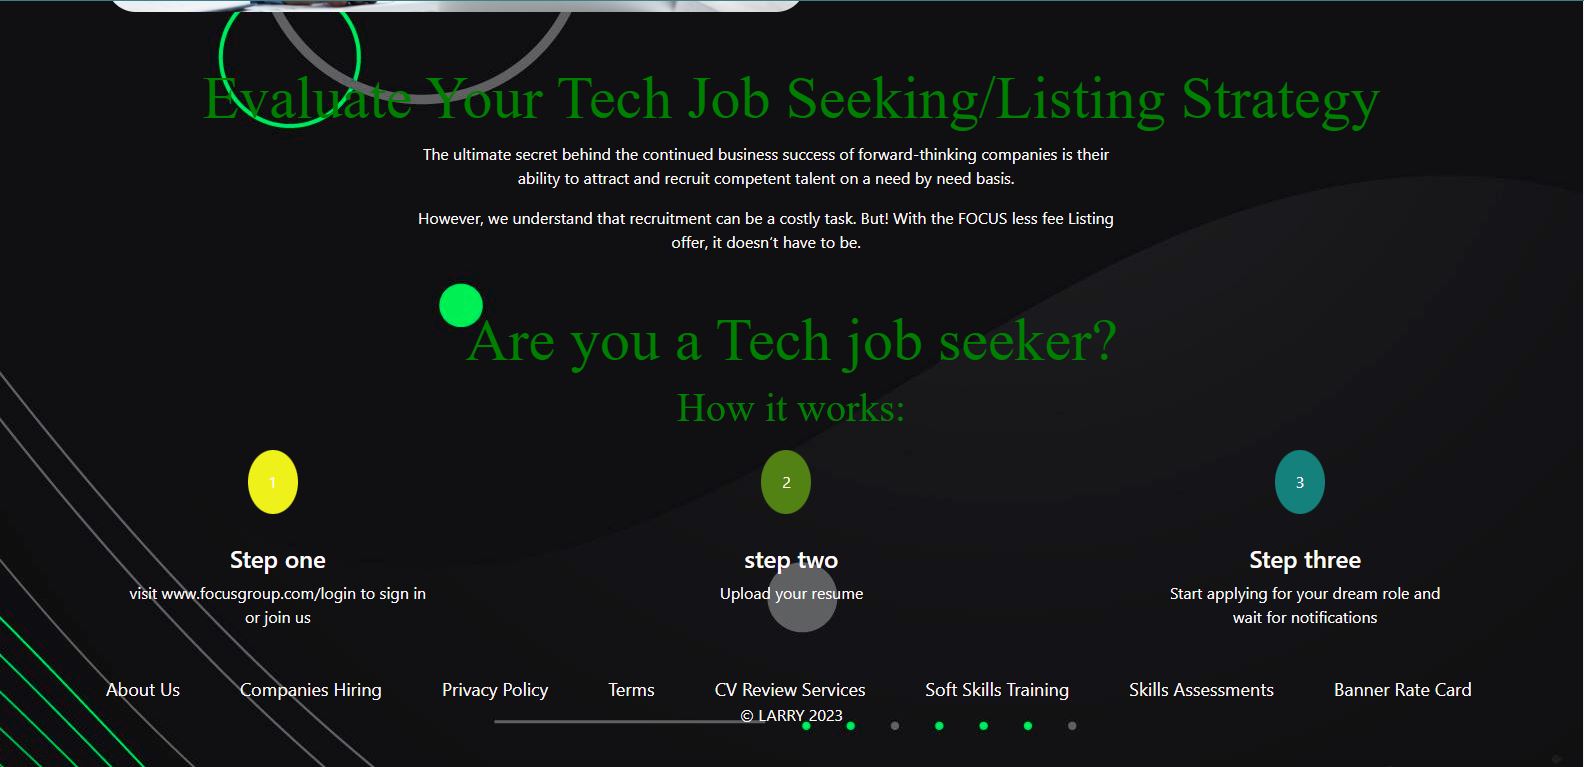 Evaluate Your Tech Job Seeking/Listing Strategy
The ultimate secret behind the continued business success of forward-thinking companies is their
ability to attract and recruit competent talent on a need by need basis.
However, we understand that recruitment can be a costly task. But! With the FOCUS less fee Listing
offer, it doesn’t have to be.
Are you a Tech job seeker?
How it works:
1
Step one
visit www.focusgroup.com/login to sign in
or join us
2
step two
Upload your resume
3
Step three
Start applying for your dream role and
wait for notifications
About Us Companies Hiring Privacy Policy Terms CV Review Services Soft Skills Training Skills Assessments Banner Rate Card
© LARRY 2023